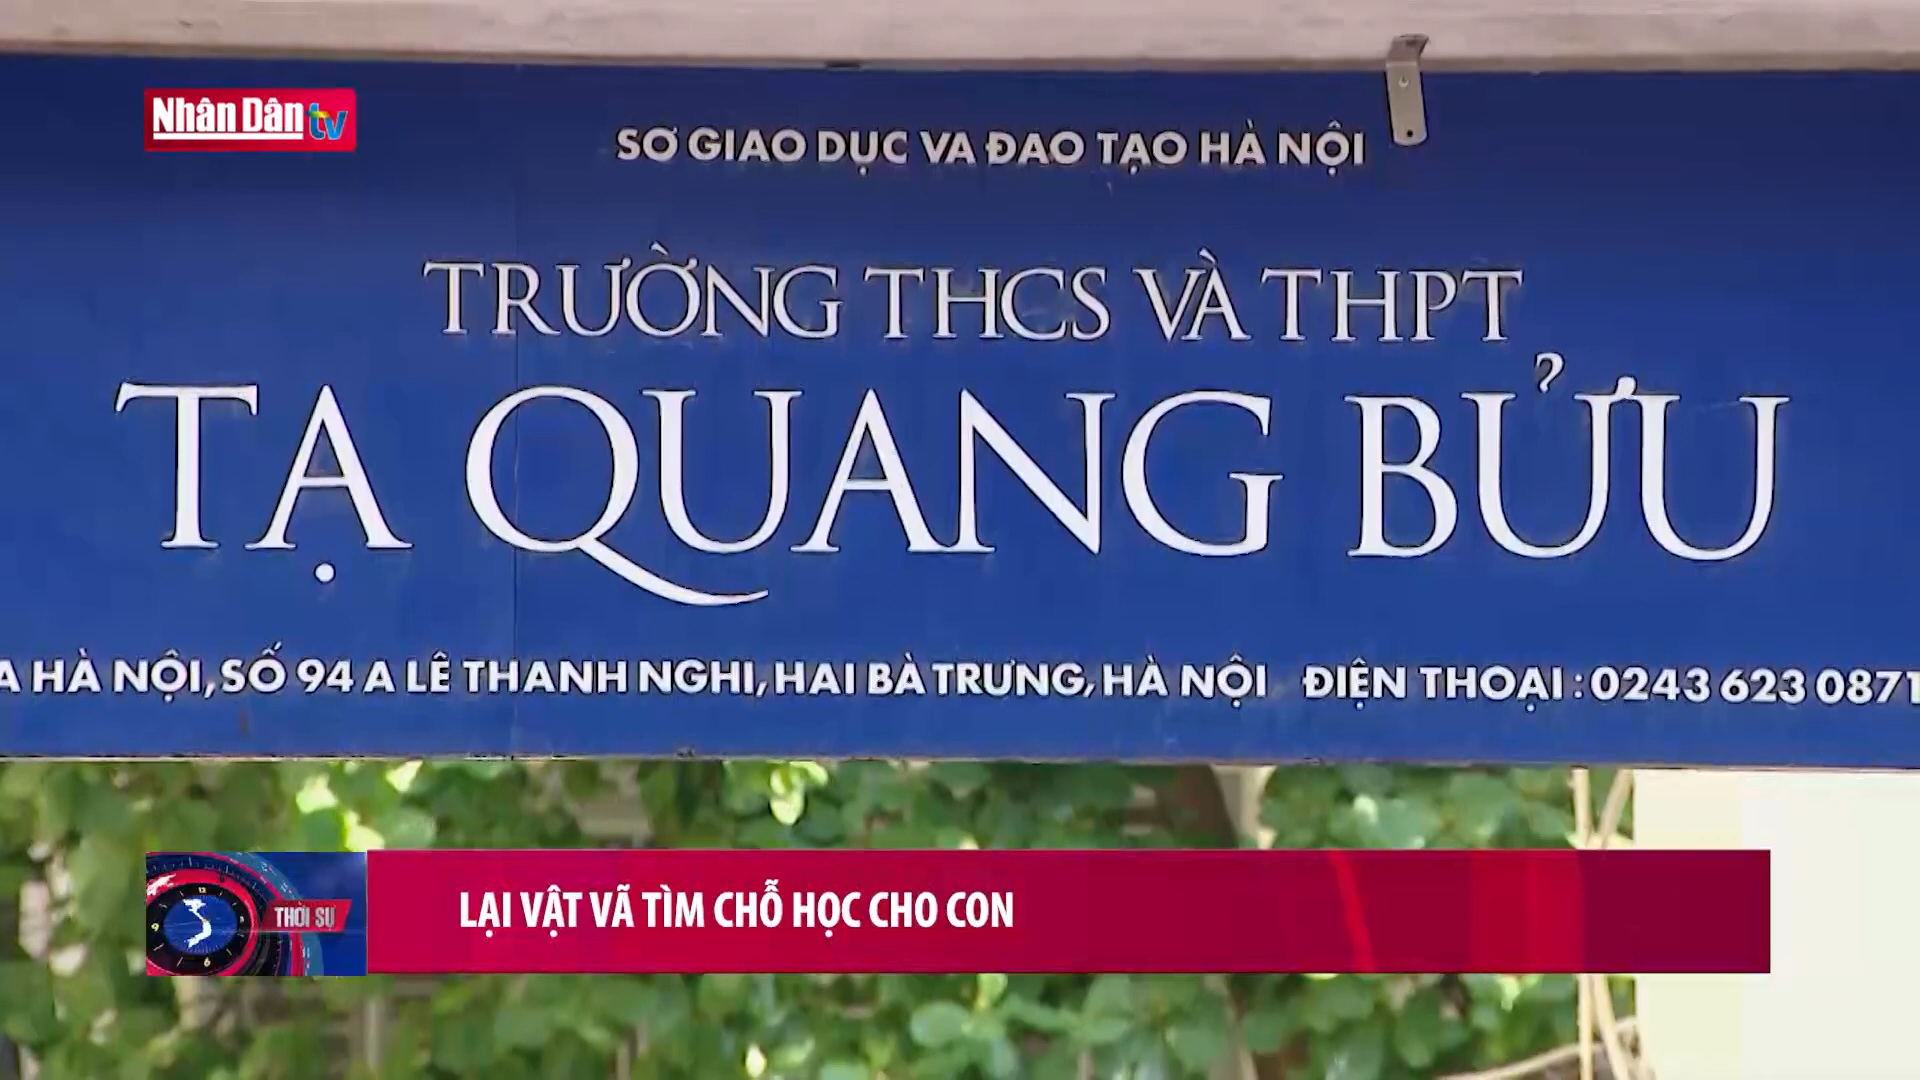 Nhân Dân tv
SƠ GIAO DỤC VA ĐAO TẠO HÀ NỘI
TRƯỜNG THCS VÀ THPT
TẠ QUANG BỬU
A HÀ NỘI, SỐ 94 A LÊ THANH NGHI, HAI BÀ TRƯNG, HÀ NỘI ĐIỆN THOẠI : 0243 623 0871
THỜI SỰ
LẠI VẬT VÃ TÌM CHỖ HỌC CHO CON